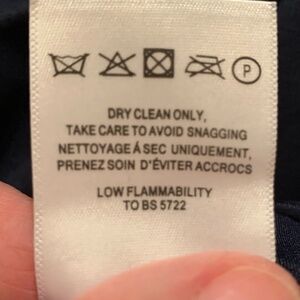 P
DRY CLEAN ONLY,
TAKE CARE TO AVOID SNAGGING
NETTOYAGE Á SEC UNIQUEMENT,
PRENEZ SOIN D'ÉVITER ACCROCS
LOW FLAMMABILITY
TO BS 5722